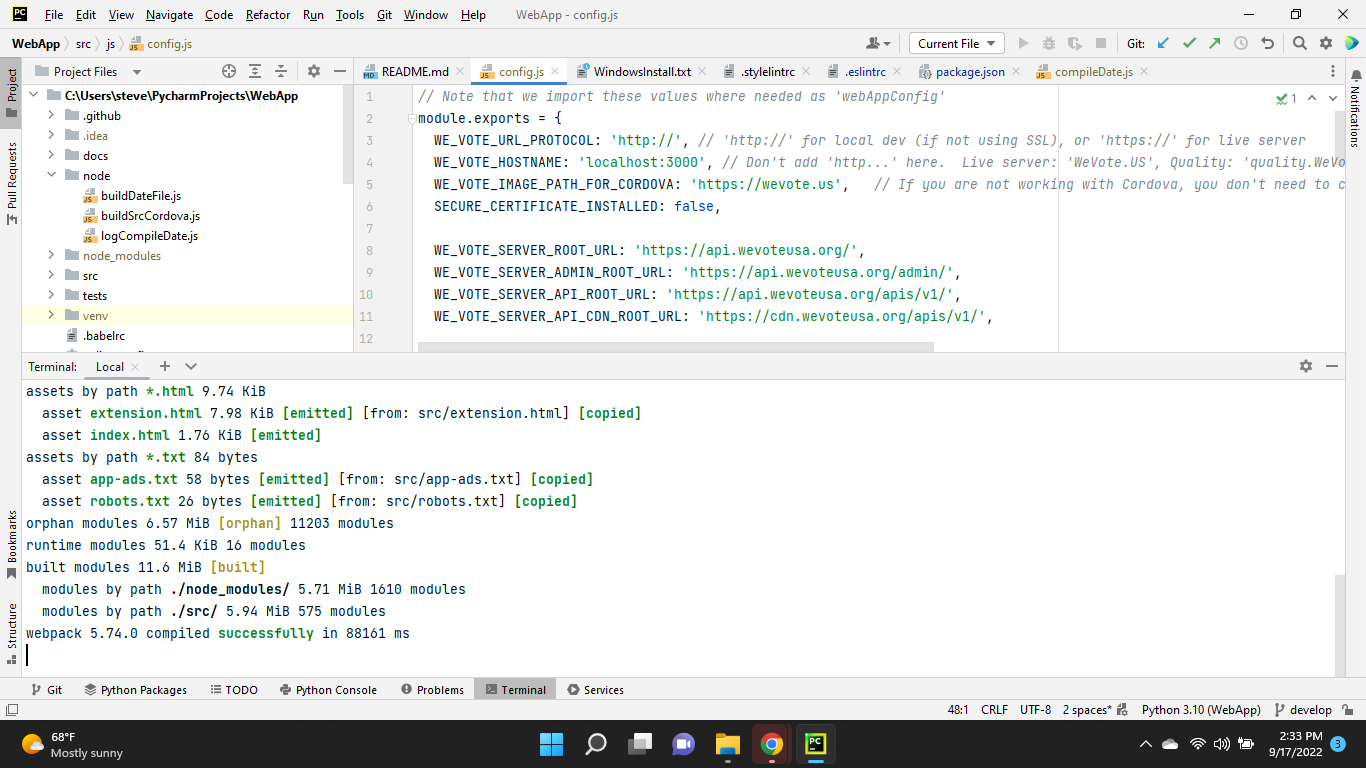 PC File Edit View Navigate Code Refactor Run Tools Git Window Help WebApp - config.js
WebApp src js config.js Current File Git:
Project Files README.md config.js WindowsInstall.txt .stylelintrc .eslintrc package.json compileDate.js
Project
Pull Requests
Bookmarks
Structure
Notifications
C:\Users\steve\PycharmProjects\WebApp
.github
.idea
docs
node
buildDateFile.js
buildSrcCordova.js
logCompileDate.js
node_modules
src
tests
venv
.babelrc
1 // Note that we import these values where needed as 'webAppConfig'
2 module.exports = {
3 WE_VOTE_URL_PROTOCOL: 'http://', // 'http://' for local dev (if not using SSL), or 'https://' for live server
4 WE_VOTE_HOSTNAME: 'localhost:3000', // Don't add 'http...' here.  Live server: 'WeVote.US', Quality: 'quality.WeVo
5 WE_VOTE_IMAGE_PATH_FOR_CORDOVA: 'https://wevote.us',   // If you are not working with Cordova, you don't need to c
6 SECURE_CERTIFICATE_INSTALLED: false,
7
8 WE_VOTE_SERVER_ROOT_URL: 'https://api.wevoteusa.org/',
9 WE_VOTE_SERVER_ADMIN_ROOT_URL: 'https://api.wevoteusa.org/admin/',
10 WE_VOTE_SERVER_API_ROOT_URL: 'https://api.wevoteusa.org/apis/v1/',
11 WE_VOTE_SERVER_API_CDN_ROOT_URL: 'https://cdn.wevoteusa.org/apis/v1/',
12
1
Terminal: Local
assets by path *.html 9.74 KiB
asset extension.html 7.98 KiB [emitted] [from: src/extension.html] [copied]
asset index.html 1.76 KiB [emitted]
assets by path *.txt 84 bytes
asset app-ads.txt 58 bytes [emitted] [from: src/app-ads.txt] [copied]
asset robots.txt 26 bytes [emitted] [from: src/robots.txt] [copied]
orphan modules 6.57 MiB [orphan] 11203 modules
runtime modules 51.4 KiB 16 modules
built modules 11.6 MiB [built]
modules by path ./node_modules/ 5.71 MiB 1610 modules
modules by path ./src/ 5.94 MiB 575 modules
webpack 5.74.0 compiled successfully in 88161 ms
Git Python Packages TODO Python Console Problems Terminal Services
48:1 CRLF UTF-8 2 spaces* Python 3.10 (WebApp) develop
68°F
Mostly sunny
PC
2:33 PM
9/17/2022
3